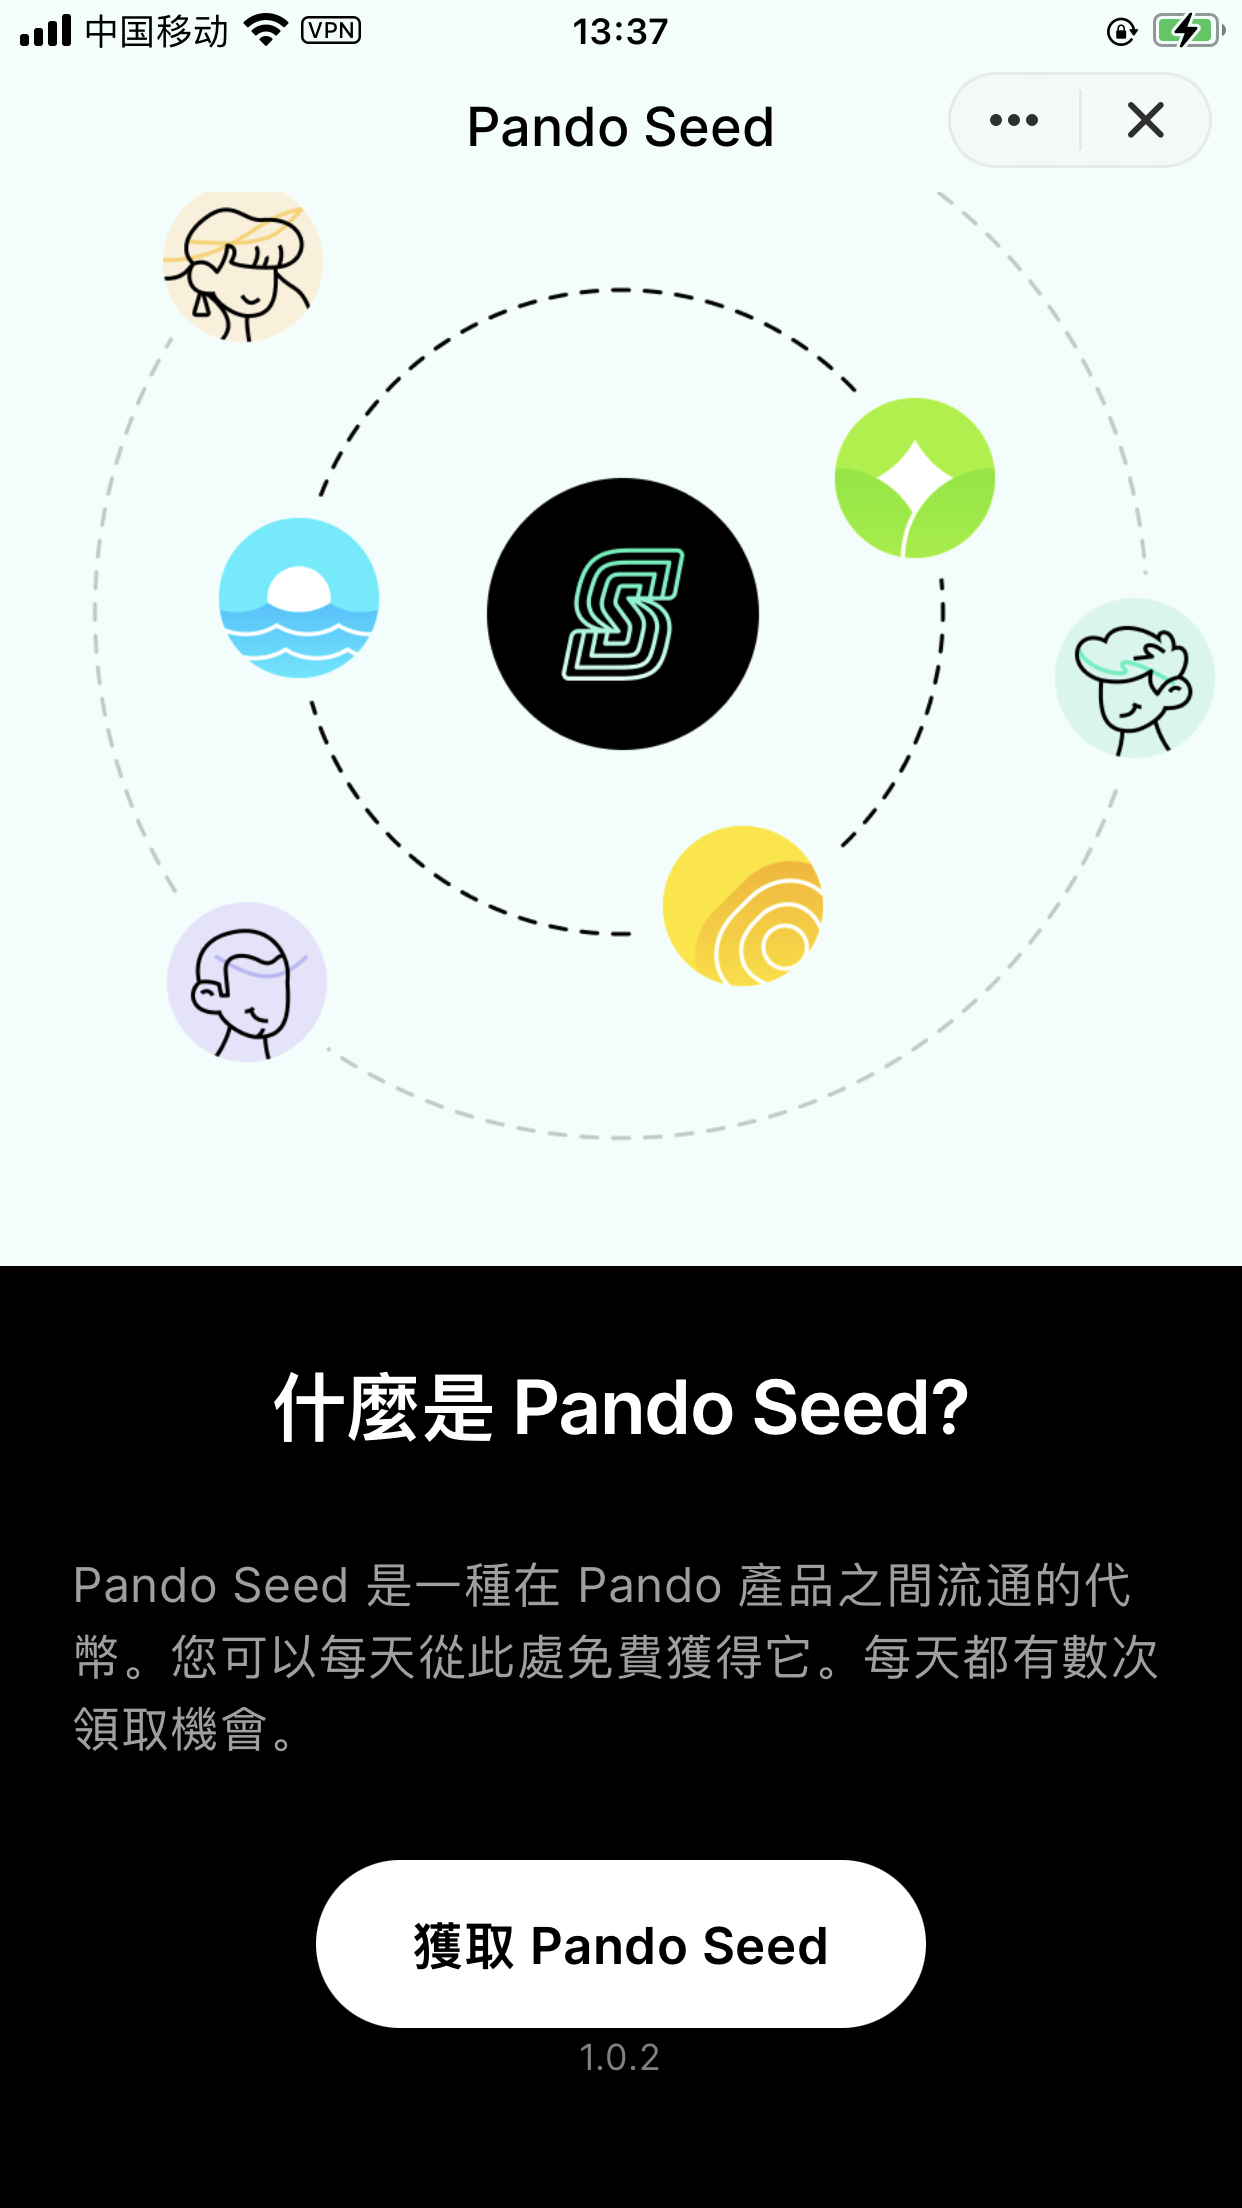 中国移动 VPN 13:37
Pando Seed
什麼是 Pando Seed?
Pando Seed 是一種在 Pando 產品之間流通的代
幣。您可以每天從此處免費獲得它。每天都有數次
領取機會。
獲取 Pando Seed
1.0.2